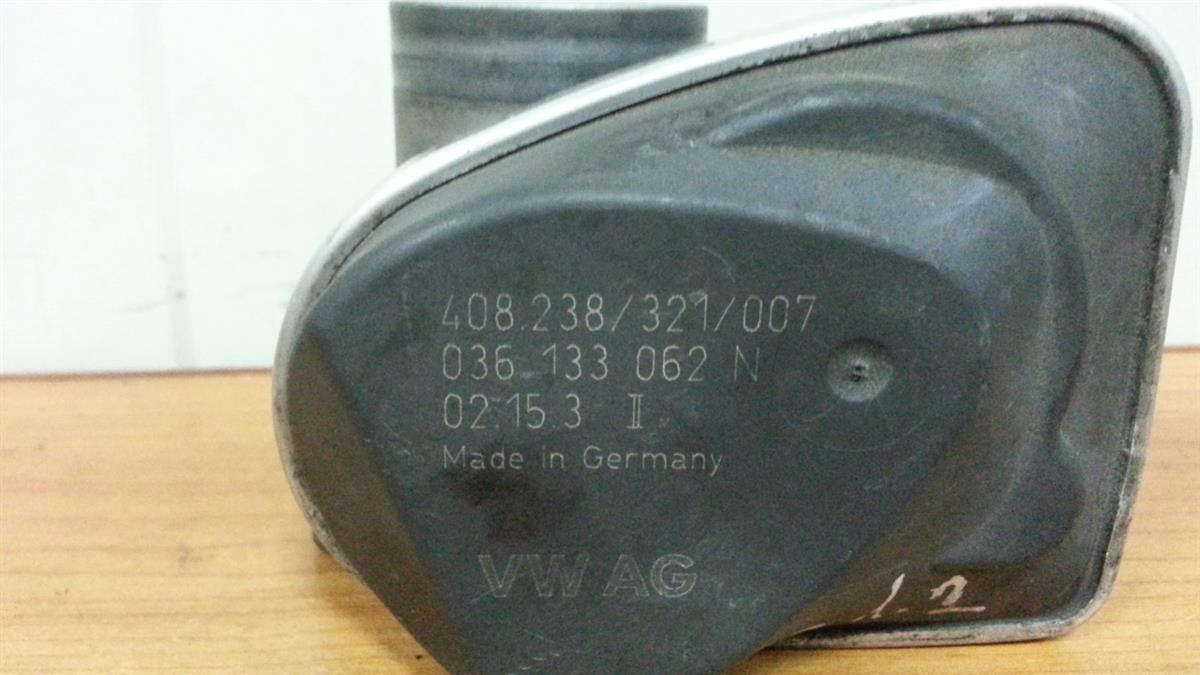 408.238/321/007
036 133 062 N
02.15.3 II
Made in Germany
VW AG
1.2